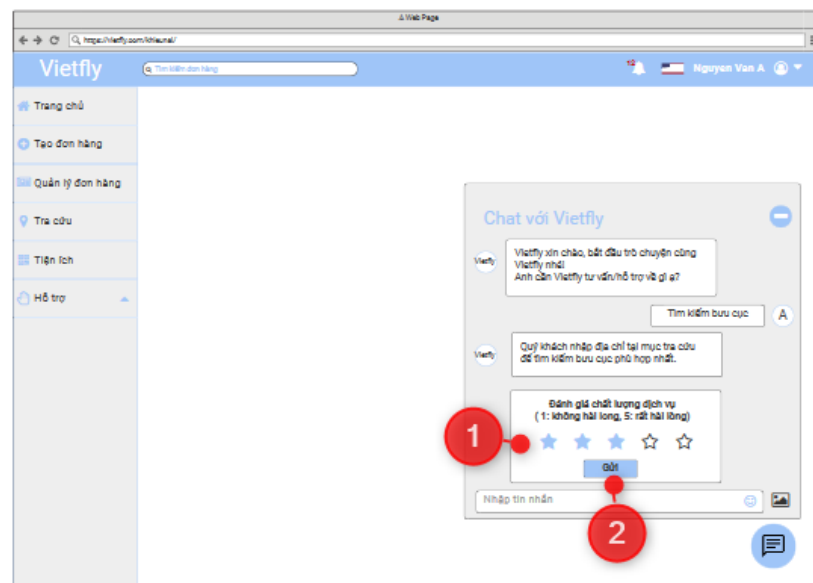 Web Page
https://vietfly.com/khieunai/
Vietfly
Tìm kiếm đơn hàng
Nguyen Van A
Trang chủ
Tạo đơn hàng
Quản lý đơn hàng
Tra cứu
Tiện ích
Hỗ trợ
Chat với Vietfly
Vietfly
Vietfly xin chào, bắt đầu trò chuyện cùng
Vietfly nhé!
Anh cần Vietfly tư vấn/hỗ trợ về gì ạ?
Tìm kiếm bưu cục
A
Vietfly
Quý khách nhập địa chỉ tại mục tra cứu
để tìm kiếm bưu cục phù hợp nhất.
Đánh giá chất lượng dịch vụ
( 1: không hài lòng, 5: rất hài lòng)
1
Gửi
Nhập tin nhắn
2